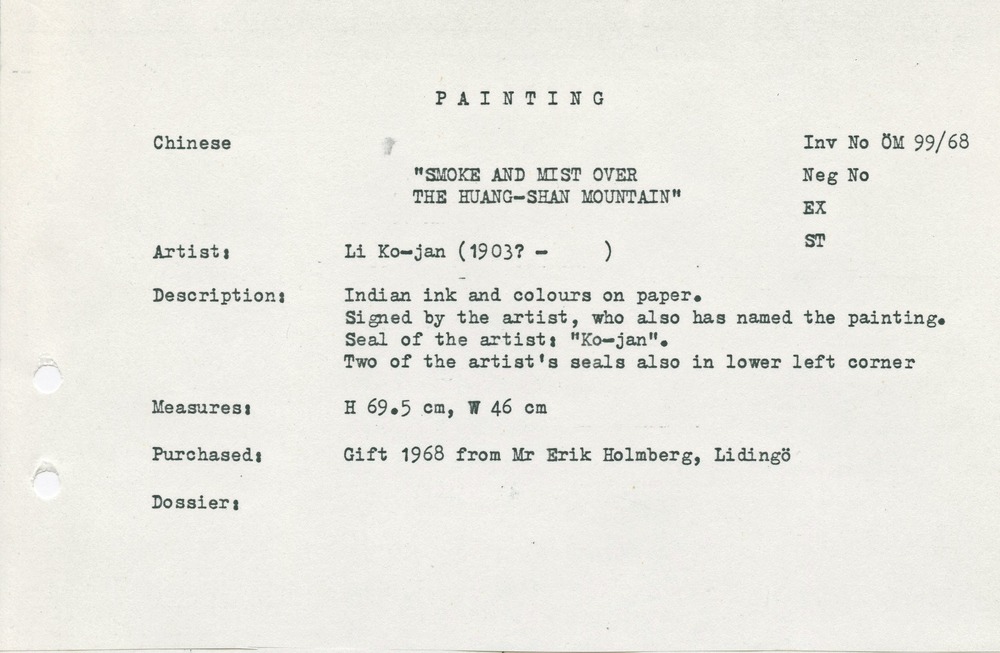 P A I N T I N G
Chinese
Inv No ÖM 99/68
"SMOKE AND MIST OVER
THE HUANG-SHAN MOUNTAIN"
Neg No
EX
ST
Artist: Li Ko-jan (1903? -      )
Description: Indian ink and colours on paper.
Signed by the artist, who also has named the painting.
Seal of the artist: "Ko-jan".
Two of the artist's seals also in lower left corner
Measures: H 69.5 cm, W 46 cm
Purchased: Gift 1968 from Mr Erik Holmberg, Lidingö
Dossier: